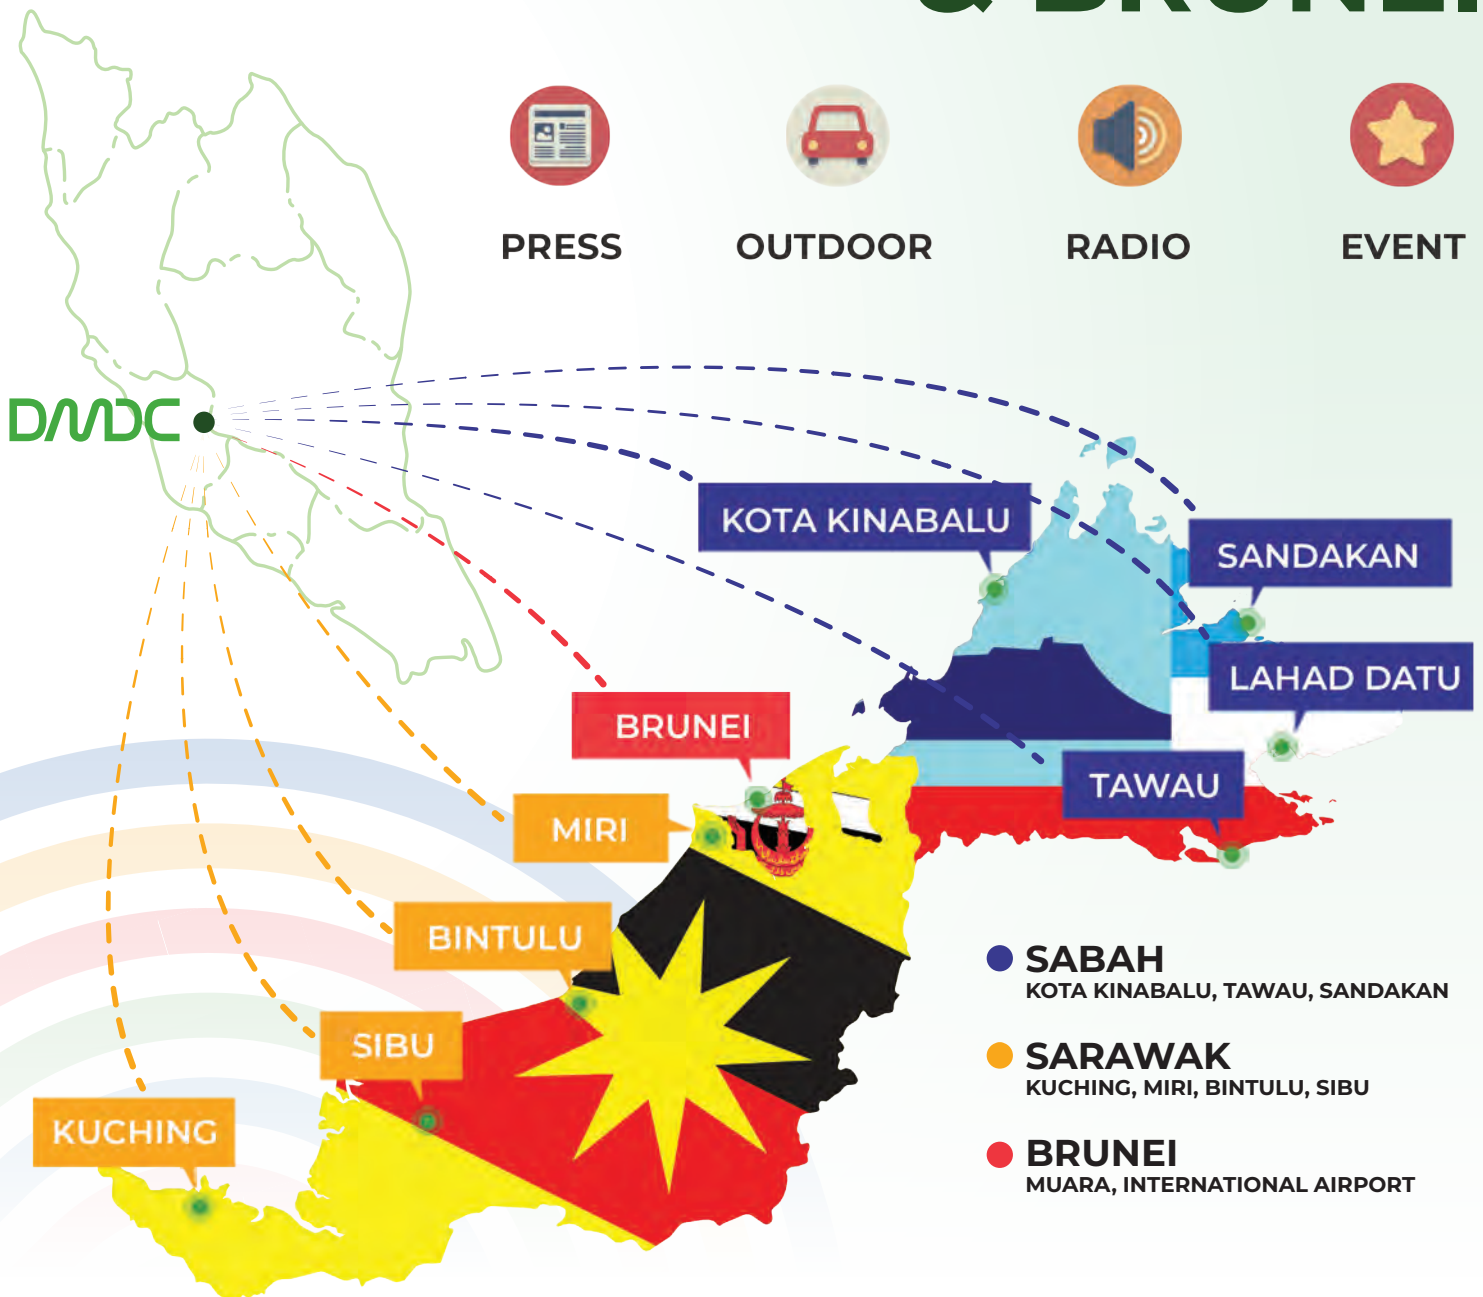 & BRUNEI
PRESS
OUTDOOR
RADIO
EVENT
DMDC
KOTA KINABALU
SANDAKAN
LAHAD DATU
BRUNEI
TAWAU
MIRI
BINTULU
SIBU
KUCHING
SABAH
KOTA KINABALU, TAWAU, SANDAKAN
SARAWAK
KUCHING, MIRI, BINTULU, SIBU
BRUNEI
MUARA, INTERNATIONAL AIRPORT